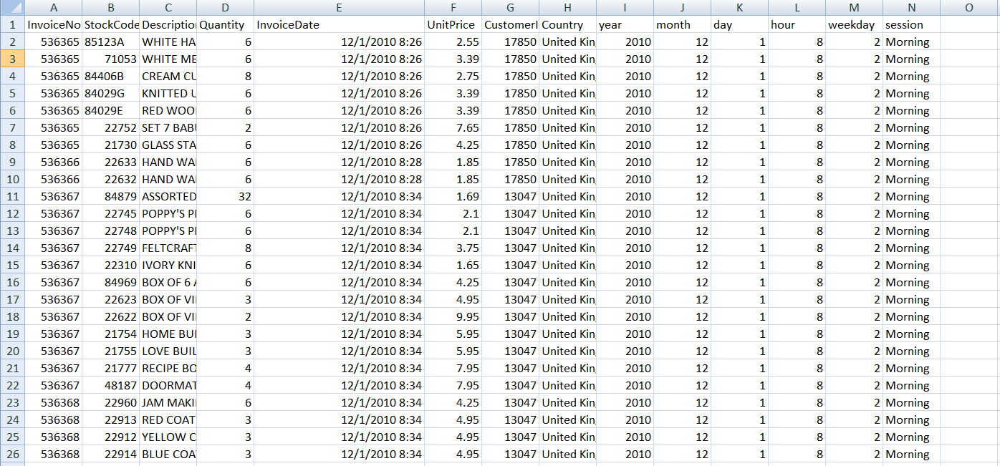 A B C D E F G H I J K L M N O
1 InvoiceNo StockCode Description Quantity InvoiceDate UnitPrice CustomerI Country year month day hour weekday session
2 536365 85123A WHITE HA 6 12/1/2010 8:26 2.55 17850 United Kin 2010 12 1 8 2 Morning
3 536365 71053 WHITE ME 6 12/1/2010 8:26 3.39 17850 United Kin 2010 12 1 8 2 Morning
4 536365 84406B CREAM CU 8 12/1/2010 8:26 2.75 17850 United Kin 2010 12 1 8 2 Morning
5 536365 84029G KNITTED U 6 12/1/2010 8:26 3.39 17850 United Kin 2010 12 1 8 2 Morning
6 536365 84029E RED WOO 6 12/1/2010 8:26 3.39 17850 United Kin 2010 12 1 8 2 Morning
7 536365 22752 SET 7 BABU 2 12/1/2010 8:26 7.65 17850 United Kin 2010 12 1 8 2 Morning
8 536365 21730 GLASS STA 6 12/1/2010 8:26 4.25 17850 United Kin 2010 12 1 8 2 Morning
9 536366 22633 HAND WA 6 12/1/2010 8:28 1.85 17850 United Kin 2010 12 1 8 2 Morning
10 536366 22632 HAND WA 6 12/1/2010 8:28 1.85 17850 United Kin 2010 12 1 8 2 Morning
11 536367 84879 ASSORTED 32 12/1/2010 8:34 1.69 13047 United Kin 2010 12 1 8 2 Morning
12 536367 22745 POPPY'S PI 6 12/1/2010 8:34 2.1 13047 United Kin 2010 12 1 8 2 Morning
13 536367 22748 POPPY'S PI 6 12/1/2010 8:34 2.1 13047 United Kin 2010 12 1 8 2 Morning
14 536367 22749 FELTCRAFT 8 12/1/2010 8:34 3.75 13047 United Kin 2010 12 1 8 2 Morning
15 536367 22310 IVORY KNI 6 12/1/2010 8:34 1.65 13047 United Kin 2010 12 1 8 2 Morning
16 536367 84969 BOX OF 6 A 6 12/1/2010 8:34 4.25 13047 United Kin 2010 12 1 8 2 Morning
17 536367 22623 BOX OF VI 3 12/1/2010 8:34 4.95 13047 United Kin 2010 12 1 8 2 Morning
18 536367 22622 BOX OF VI 2 12/1/2010 8:34 9.95 13047 United Kin 2010 12 1 8 2 Morning
19 536367 21754 HOME BUI 3 12/1/2010 8:34 5.95 13047 United Kin 2010 12 1 8 2 Morning
20 536367 21755 LOVE BUIL 3 12/1/2010 8:34 5.95 13047 United Kin 2010 12 1 8 2 Morning
21 536367 21777 RECIPE BO 4 12/1/2010 8:34 7.95 13047 United Kin 2010 12 1 8 2 Morning
22 536367 48187 DOORMAT 4 12/1/2010 8:34 7.95 13047 United Kin 2010 12 1 8 2 Morning
23 536368 22960 JAM MAKI 6 12/1/2010 8:34 4.25 13047 United Kin 2010 12 1 8 2 Morning
24 536368 22913 RED COAT 3 12/1/2010 8:34 4.95 13047 United Kin 2010 12 1 8 2 Morning
25 536368 22912 YELLOW C 3 12/1/2010 8:34 4.95 13047 United Kin 2010 12 1 8 2 Morning
26 536368 22914 BLUE COA 3 12/1/2010 8:34 4.95 13047 United Kin 2010 12 1 8 2 Morning